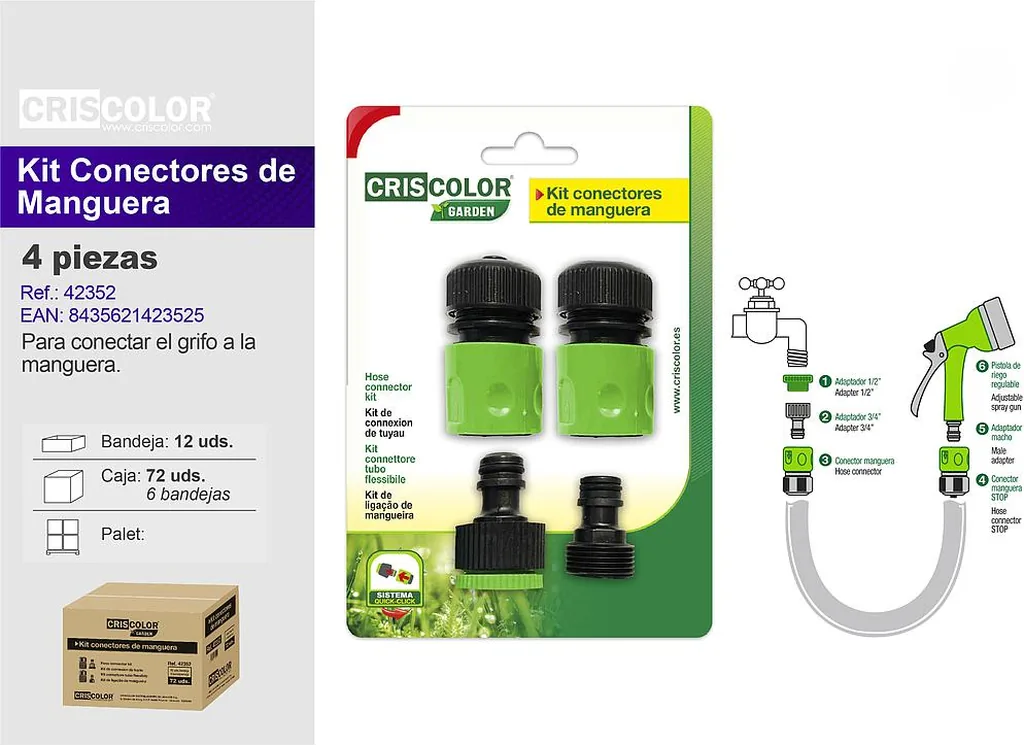 CRISCOLOR®
www.criscolor.com
Kit Conectores de
Manguera
4 piezas
Ref.: 42352
EAN: 8435621423525
Para conectar el grifo a la
manguera.
Bandeja: 12 uds.
Caja: 72 uds.
6 bandejas
Palet:
CRISCOLOR
GARDEN
Kit conectores de manguera
Ref. 42352
72 uds.
CRISCOLOR
CRISCOLOR
CRISCOLOR®
GARDEN
Kit conectores
de manguera
Hose
connector
kit
Kit de
connexion
de tuyau
Kit
connettore
tubo
flessibile
Kit de
ligação de
mangueira
www.criscolor.es
SISTEMA
QUICK-CLICK
1 Adaptador 1/2"
Adapter 1/2"
2 Adaptador 3/4"
Adapter 3/4"
3 Conector manguera
Hose connector
6 Pistola de
riego
regulable
Adjustable
spray gun
5 Adaptador
macho
Male
adapter
4 Conector
manguera
STOP
Hose
connector
STOP